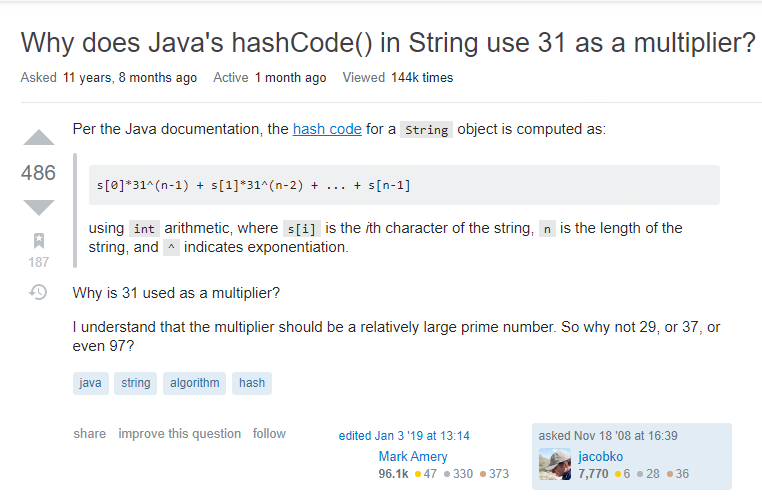 Why does Java's hashCode() in String use 31 as a multiplier?
Asked 11 years, 8 months ago Active 1 month ago Viewed 144k times
Per the Java documentation, the hash code for a String object is computed as:
486
s[0]*31^(n-1) + s[1]*31^(n-2) + ... + s[n-1]
using int arithmetic, where s[i] is the ith character of the string, n is the length of the
string, and ^ indicates exponentiation.
187
Why is 31 used as a multiplier?
I understand that the multiplier should be a relatively large prime number. So why not 29, or 37, or
even 97?
java string algorithm hash
share improve this question follow
edited Jan 3 '19 at 13:14
Mark Amery
96.1k 47 330 373
asked Nov 18 '08 at 16:39
jacobko
7,770 6 28 36